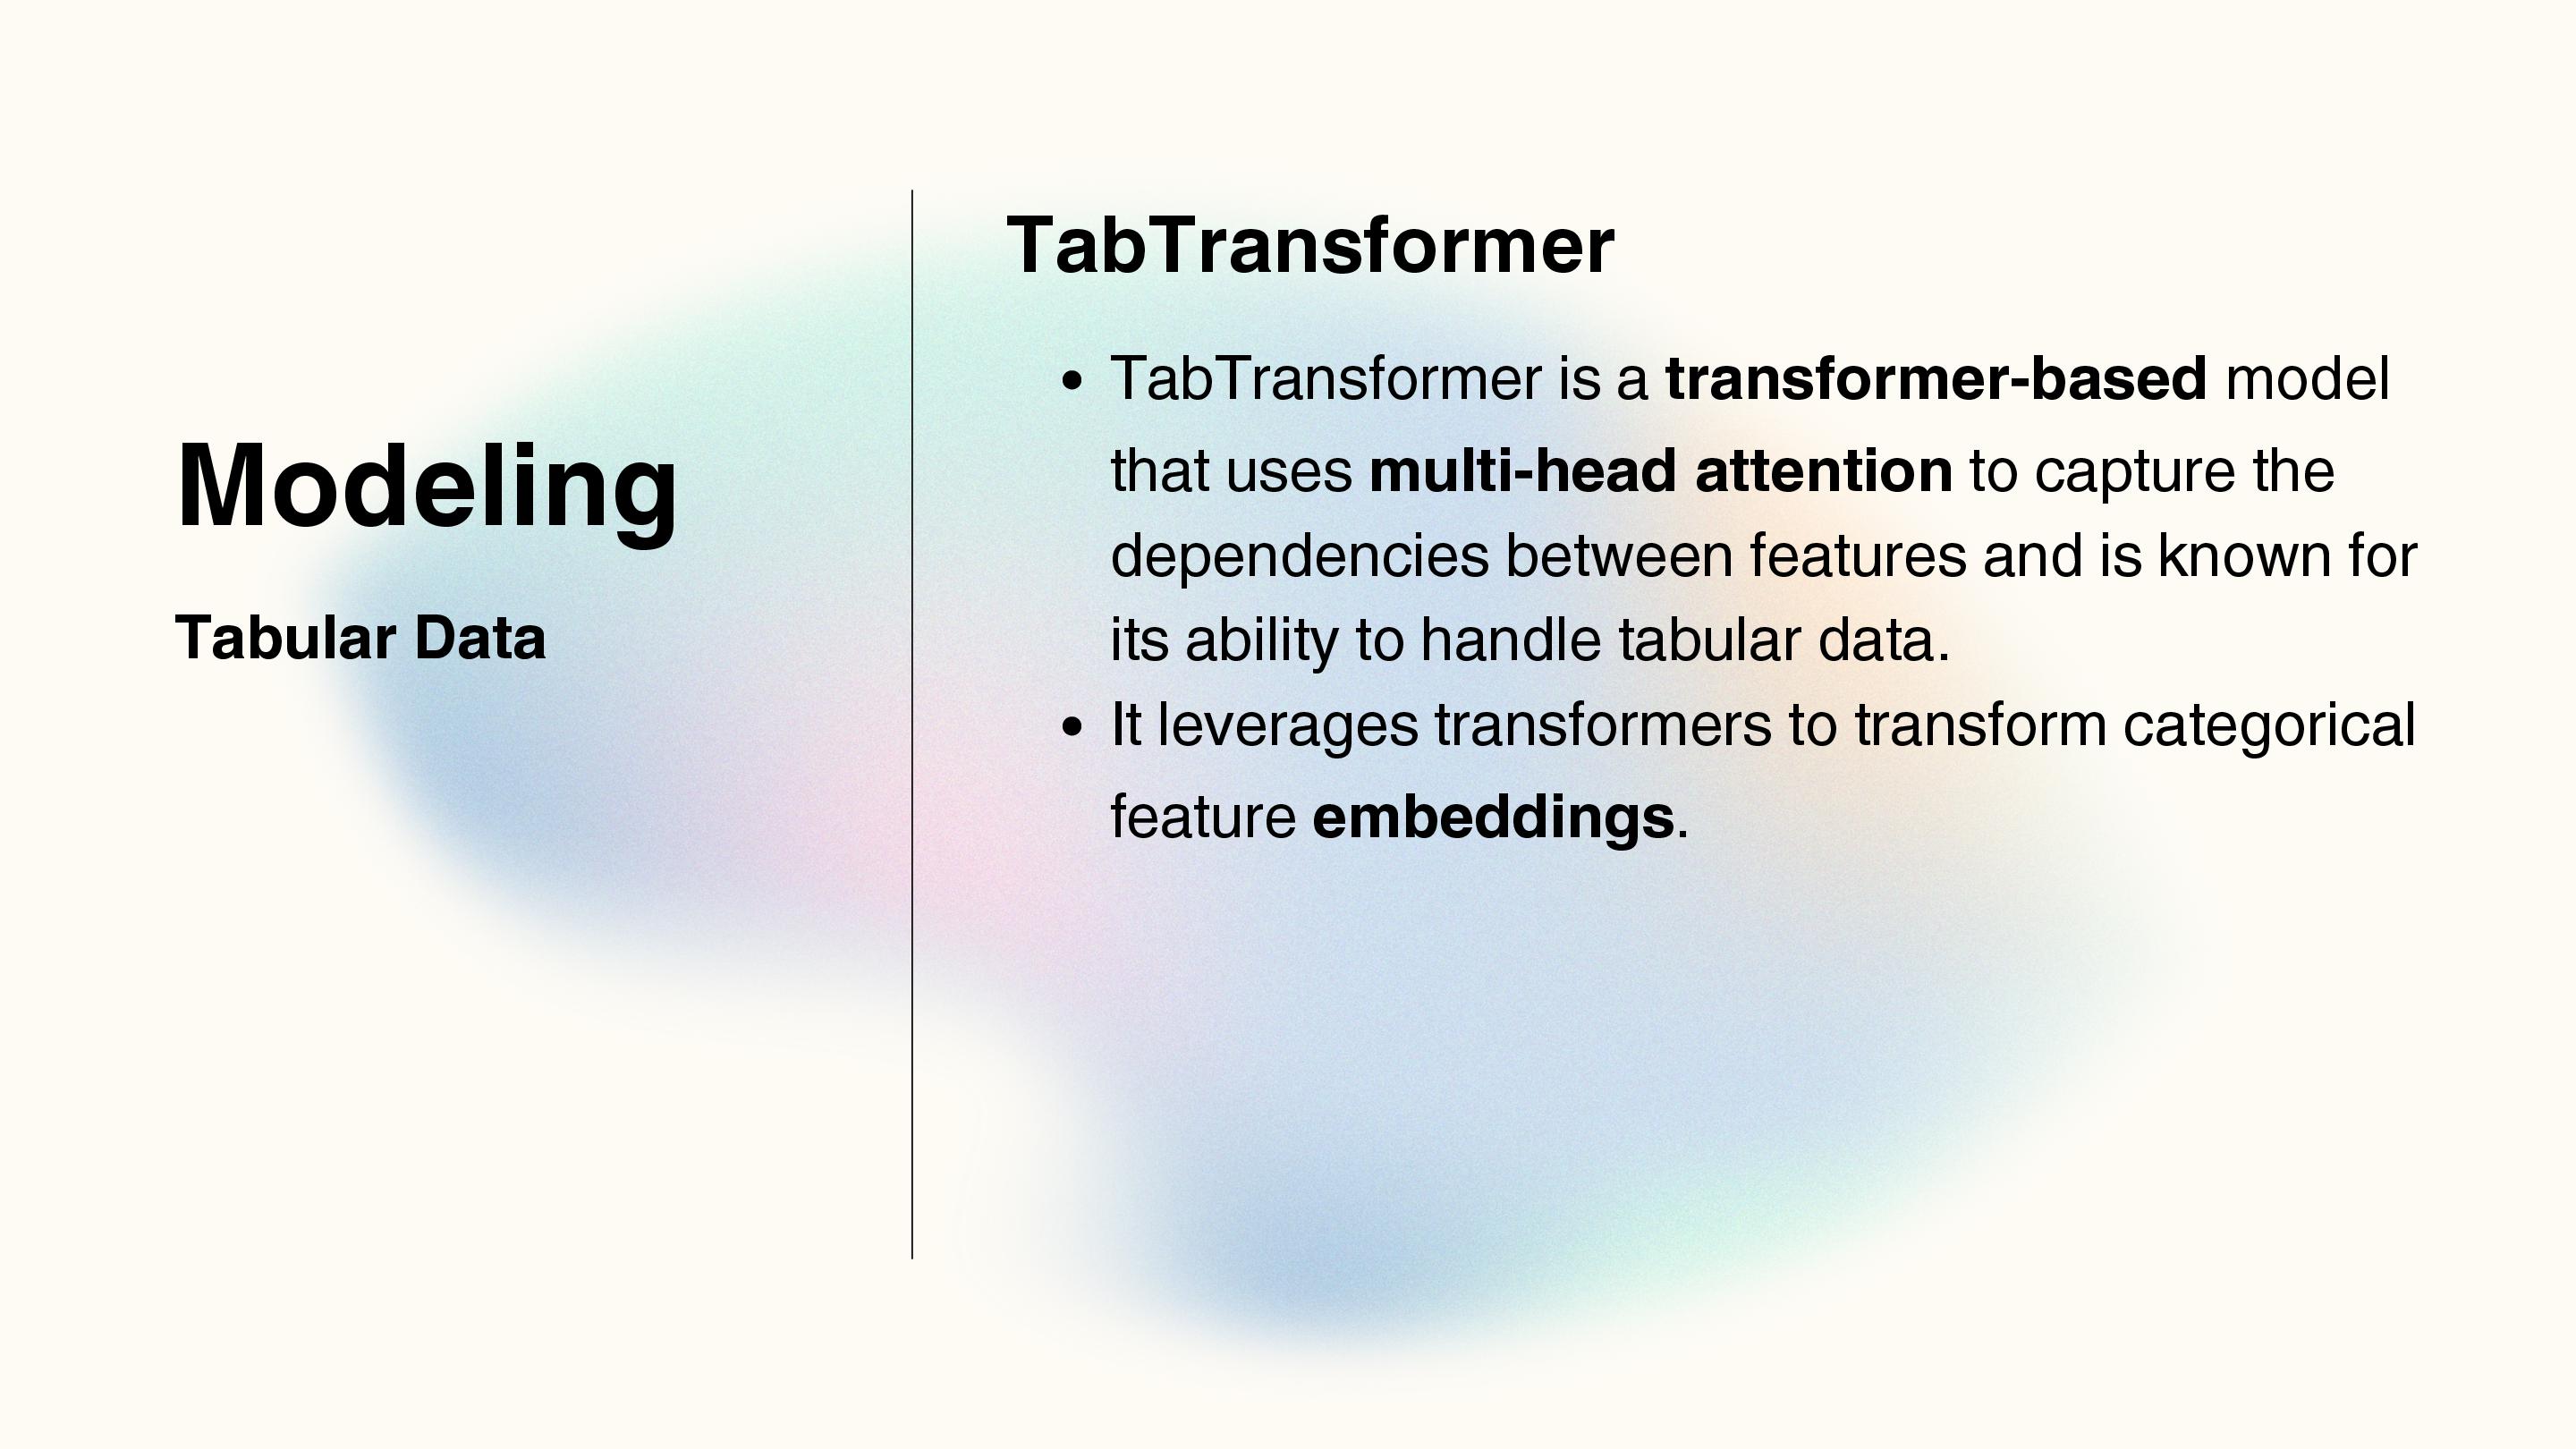 Modeling
Tabular Data
TabTransformer
• TabTransformer is a transformer-based model
that uses multi-head attention to capture the
dependencies between features and is known for
its ability to handle tabular data.
• It leverages transformers to transform categorical
feature embeddings.